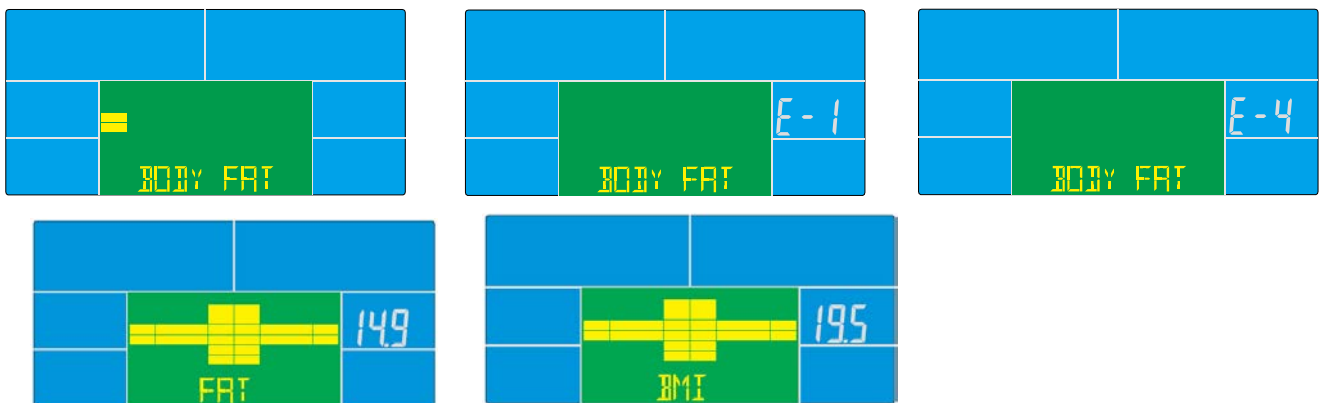 BODY FAT
E-1
BODY FAT
E-4
BODY FAT
14.9
FAT
19.5
BMI